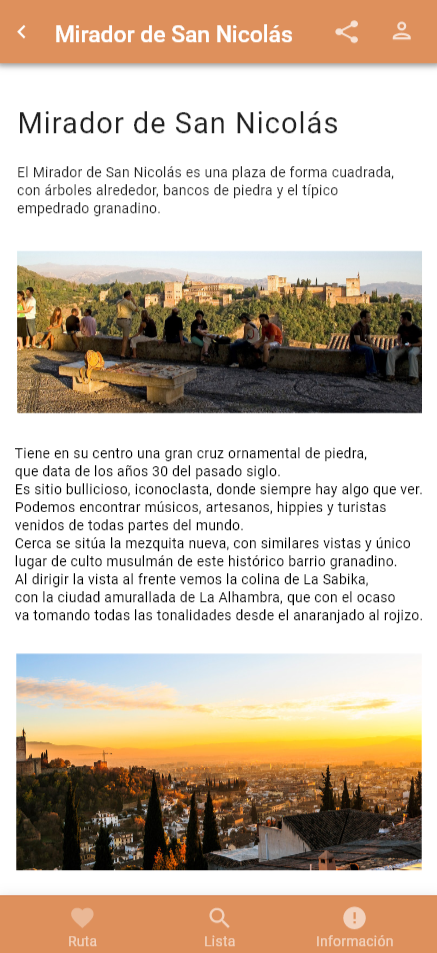 Mirador de San Nicolás
Mirador de San Nicolás
El Mirador de San Nicolás es una plaza de forma cuadrada,
con árboles alrededor, bancos de piedra y el típico
empedrado granadino.
Tiene en su centro una gran cruz ornamental de piedra,
que data de los años 30 del pasado siglo.
Es sitio bullicioso, iconoclasta, donde siempre hay algo que ver.
Podemos encontrar músicos, artesanos, hippies y turistas
venidos de todas partes del mundo.
Cerca se sitúa la mezquita nueva, con similares vistas y único
lugar de culto musulmán de este histórico barrio granadino.
Al dirigir la vista al frente vemos la colina de La Sabika,
con la ciudad amurallada de La Alhambra, que con el ocaso
va tomando todas las tonalidades desde el anaranjado al rojizo.
Ruta
Lista
Información